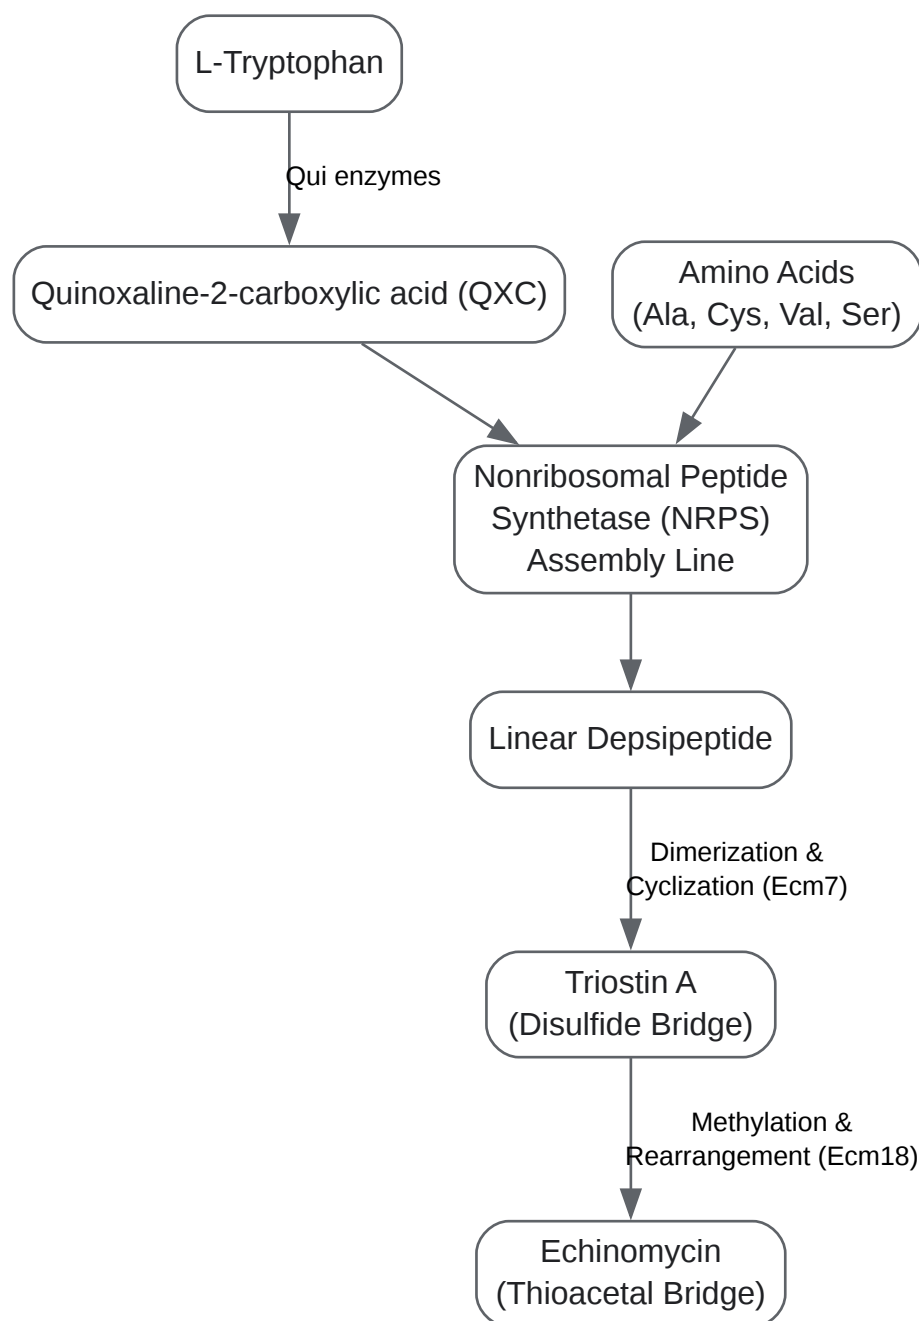 L-Tryptophan
Qui enzymes
Quinoxaline-2-carboxylic acid (QXC)
Amino Acids
(Ala, Cys, Val, Ser)
Nonribosomal Peptide
Synthetase (NRPS)
Assembly Line
Linear Depsipeptide
Dimerization &
Cyclization (Ecm7)
Triostin A
(Disulfide Bridge)
Methylation &
Rearrangement (Ecm18)
Echinomycin
(Thioacetal Bridge)